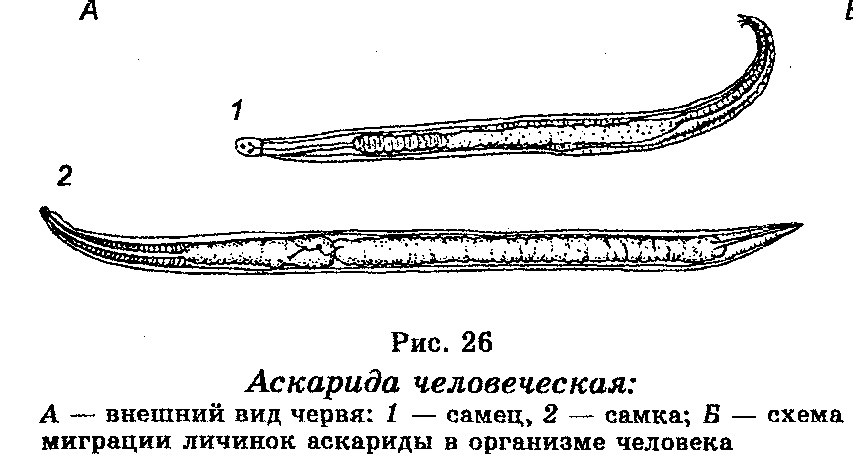 А Б
1
2
Рис. 26
Аскарида человеческая:
А — внешний вид червя: 1 — самец, 2 — самка; Б — схема
миграции личинок аскариды в организме человека